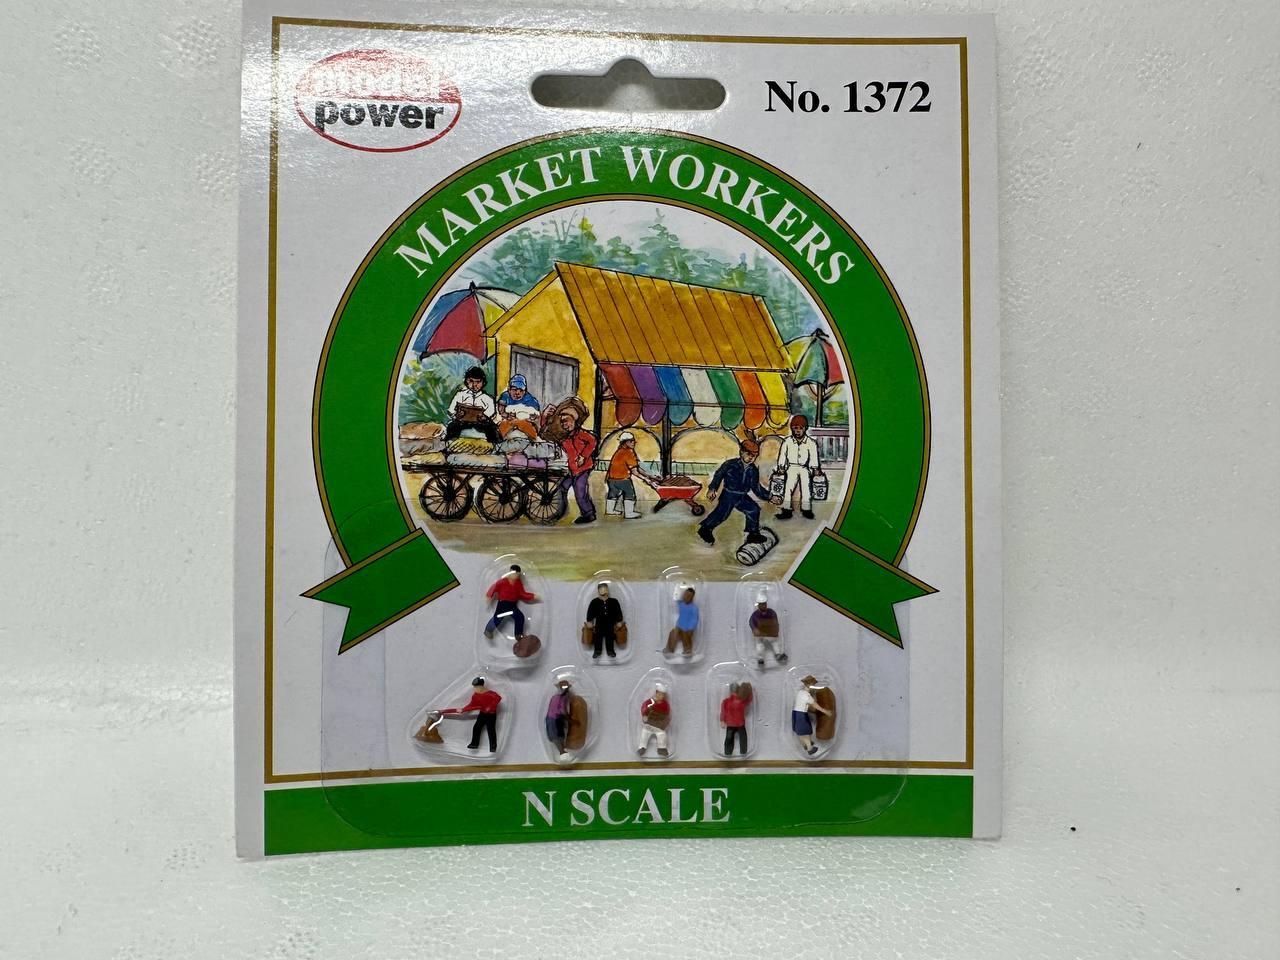 model
power
No. 1372
MARKET WORKERS
N SCALE